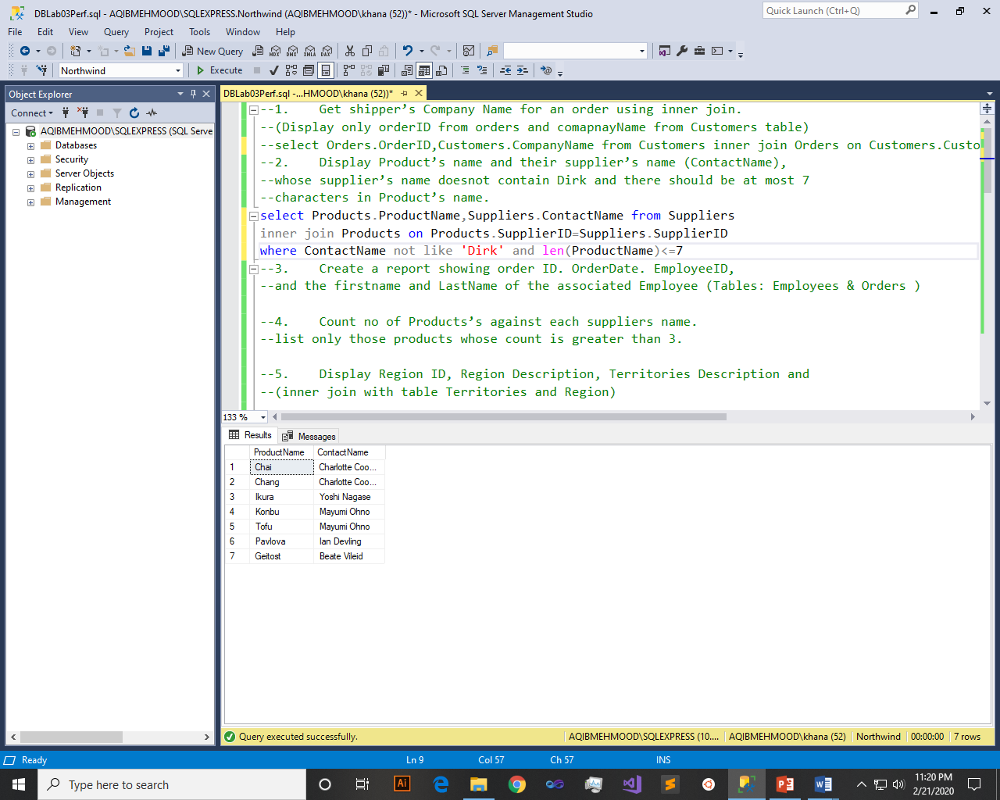 DBLab03Perf.sql - AQIBMEHMOOD\SQLEXPRESS.Northwind (AQIBMEHMOOD\khana (52))* - Microsoft SQL Server Management Studio
Quick Launch (Ctrl+Q)
File Edit View Query Project Tools Window Help
New Query MDX DMX XMLA DAX
Northwind Execute
Object Explorer
DBLab03Perf.sql -...HMOOD\khana (52))*
Connect
AQIBMEHMOOD\SQLEXPRESS (SQL Serve
Databases
Security
Server Objects
Replication
Management
--1. Get shipper’s Company Name for an order using inner join.
--(Display only orderID from orders and comapnayName from Customers table)
--select Orders.OrderID,Customers.CompanyName from Customers inner join Orders on Customers.Custo
--2. Display Product’s name and their supplier’s name (ContactName),
--whose supplier’s name doesnot contain Dirk and there should be at most 7
--characters in Product’s name.
select Products.ProductName,Suppliers.ContactName from Suppliers
inner join Products on Products.SupplierID=Suppliers.SupplierID
where ContactName not like 'Dirk' and len(ProductName)<=7
--3. Create a report showing order ID. OrderDate. EmployeeID,
--and the firstname and LastName of the associated Employee (Tables: Employees & Orders )
--4. Count no of Products’s against each suppliers name.
--list only those products whose count is greater than 3.
--5. Display Region ID, Region Description, Territories Description and
--(inner join with table Territories and Region)
133 %
Results Messages
ProductName ContactName
1 Chai Charlotte Coo...
2 Chang Charlotte Coo...
3 Ikura Yoshi Nagase
4 Konbu Mayumi Ohno
5 Tofu Mayumi Ohno
6 Pavlova Ian Devling
7 Geitost Beate Vileid
Query executed successfully. AQIBMEHMOOD\SQLEXPRESS (10.... AQIBMEHMOOD\khana (52) Northwind 00:00:00 7 rows
Ready Ln 9 Col 57 Ch 57 INS
Type here to search
Ai
11:20 PM
2/21/2020